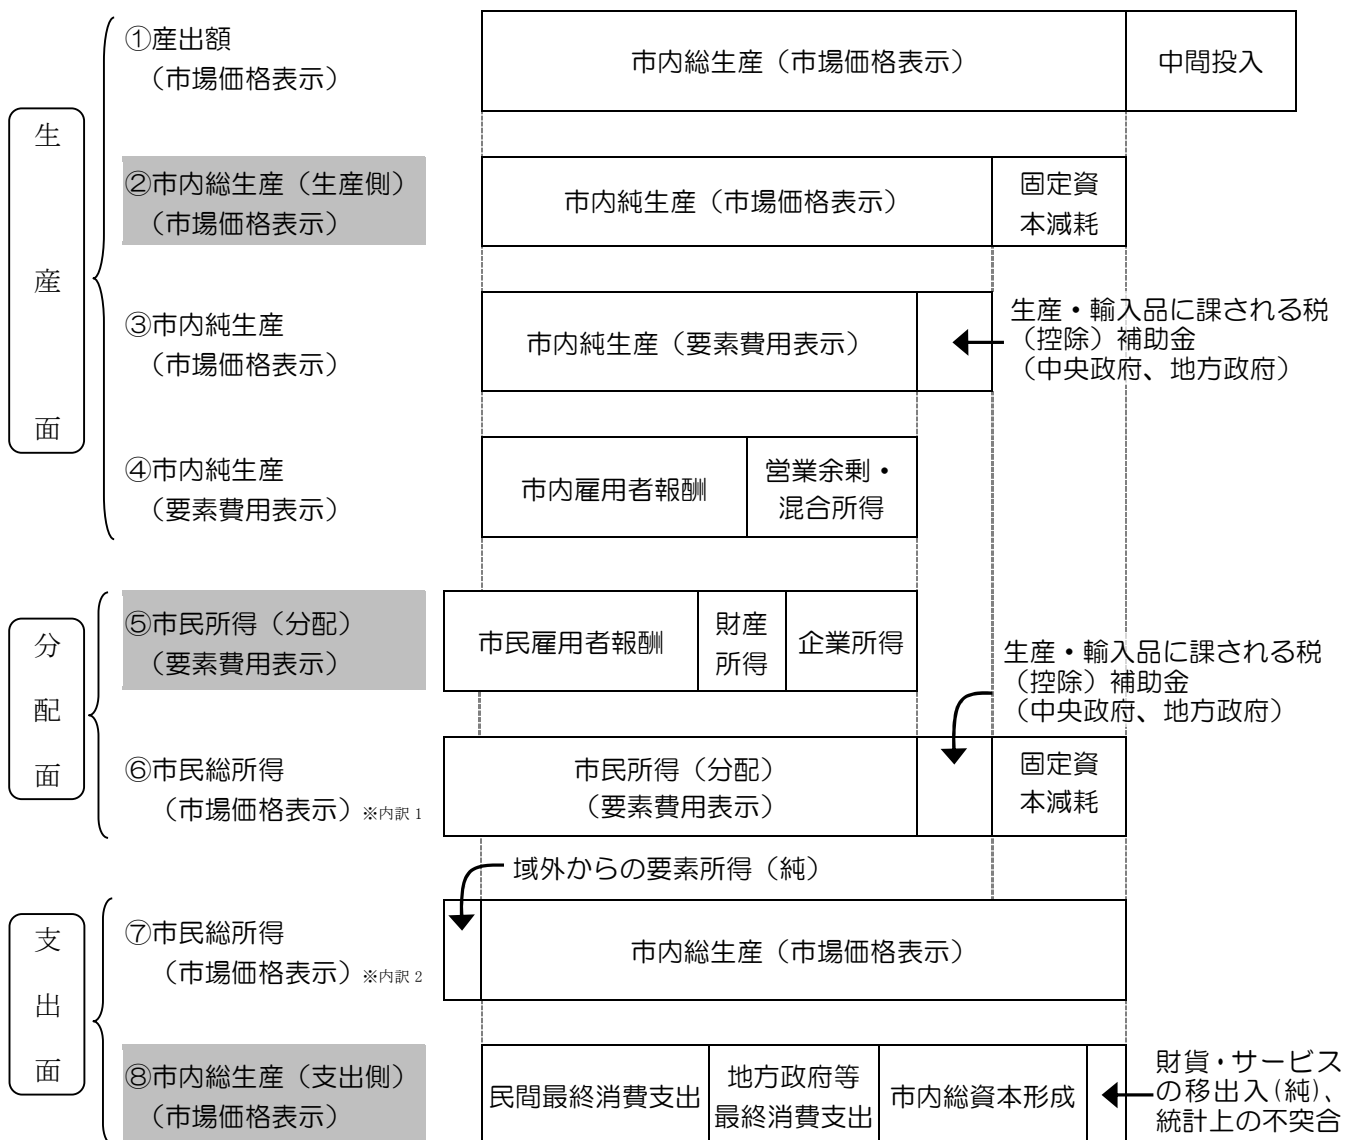 生産面
①産出額
（市場価格表示）
市内総生産（市場価格表示）
中間投入
②市内総生産（生産側）
（市場価格表示）
市内純生産（市場価格表示）
固定資
本減耗
③市内純生産
（市場価格表示）
市内純生産（要素費用表示）
生産・輸入品に課される税
（控除）補助金
（中央政府、地方政府）
④市内純生産
（要素費用表示）
市内雇用者報酬
営業余剰・
混合所得
分配面
⑤市民所得（分配）
（要素費用表示）
市民雇用者報酬
財産
所得
企業所得
生産・輸入品に課される税
（控除）補助金
（中央政府、地方政府）
⑥市民総所得
（市場価格表示）※内訳1
市民所得（分配）
（要素費用表示）
固定資
本減耗
域外からの要素所得（純）
支出面
⑦市民総所得
（市場価格表示）※内訳2
市内総生産（市場価格表示）
⑧市内総生産（支出側）
（市場価格表示）
民間最終消費支出
地方政府等
最終消費支出
市内総資本形成
財貨・サービス
の移出入(純)、
統計上の不突合